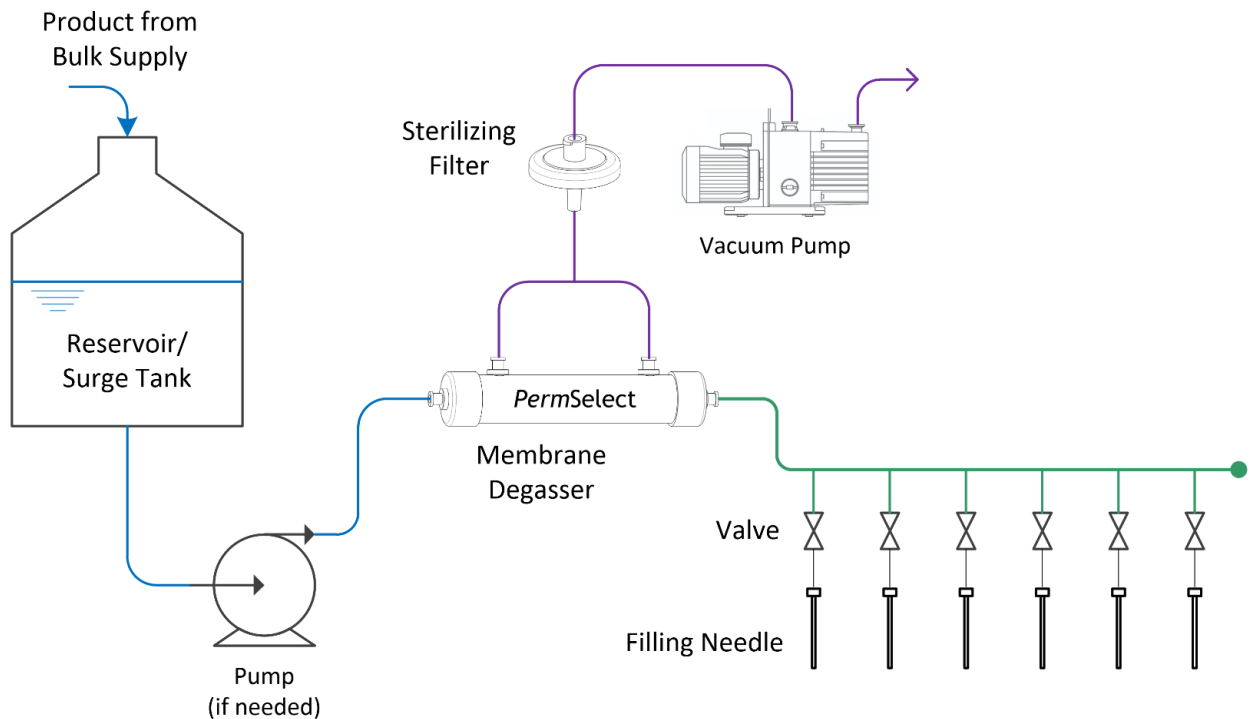 Product from
Bulk Supply
Sterilizing
Filter
Vacuum Pump
Reservoir/
Surge Tank
PermSelect
Membrane
Degasser
Valve
Filling Needle
Pump
(if needed)